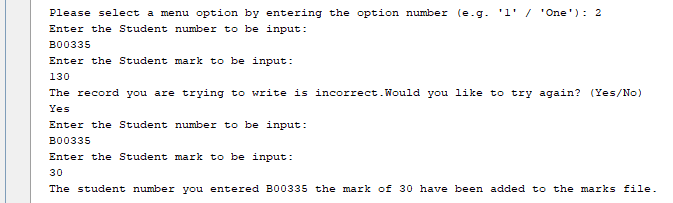 Please select a menu option by entering the option number (e.g. '1' / 'One'): 2
Enter the Student number to be input:
B00335
Enter the Student mark to be input:
130
The record you are trying to write is incorrect.Would you like to try again? (Yes/No)
Yes
Enter the Student number to be input:
B00335
Enter the Student mark to be input:
30
The student number you entered B00335 the mark of 30 have been added to the marks file.